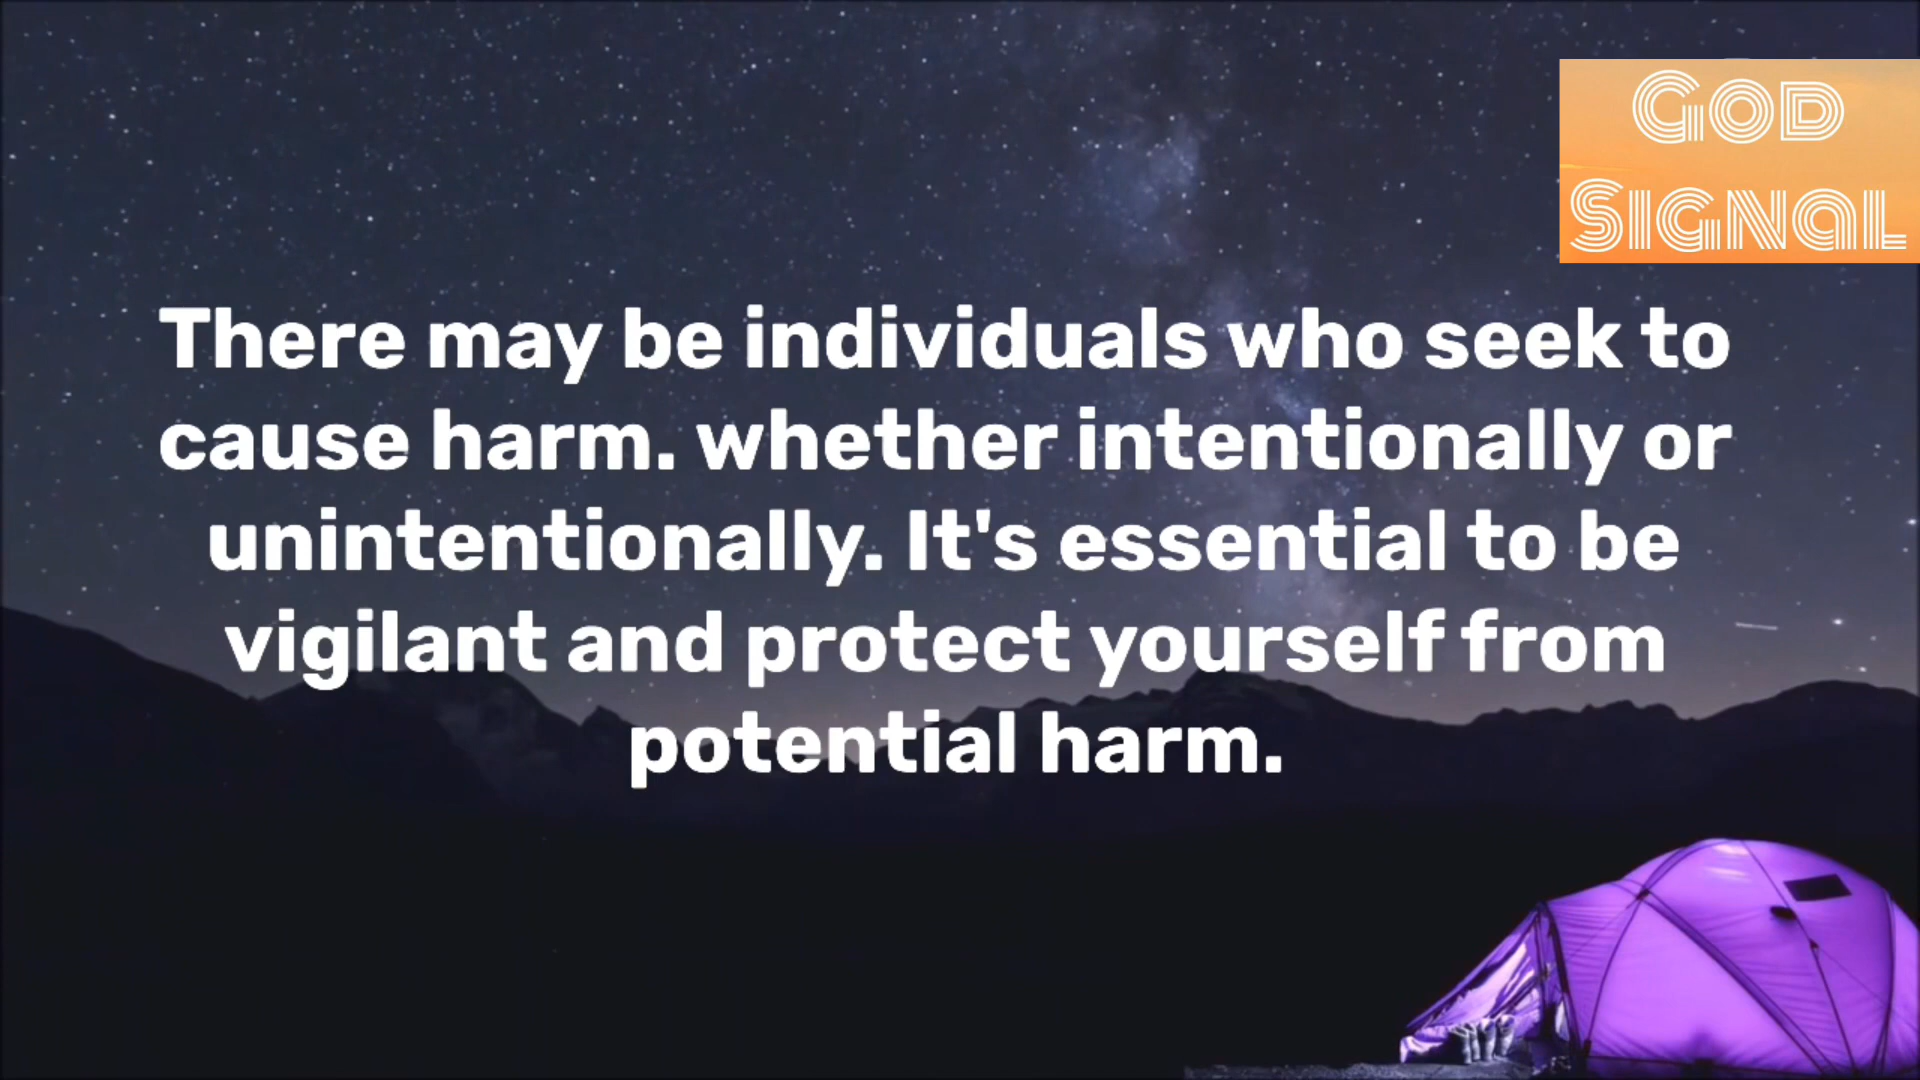 GOD
SIGNAL
There may be individuals who seek to
cause harm. whether intentionally or
unintentionally. It's essential to be
vigilant and protect yourself from
potential harm.